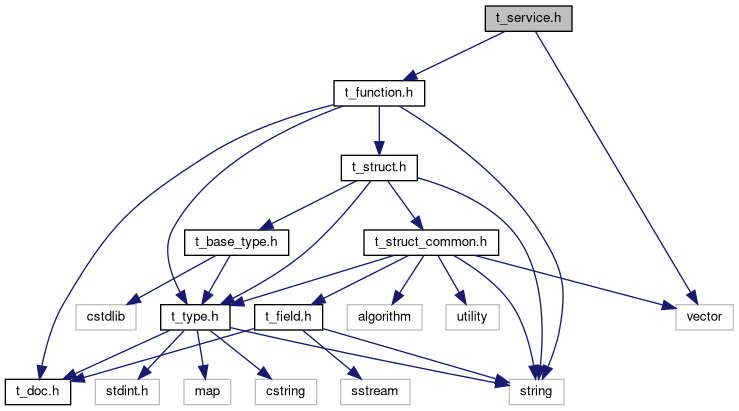 t_service.h
t_function.h
t_struct.h
t_base_type.h
t_struct_common.h
cstdlib
t_type.h
t_field.h
algorithm
utility
vector
t_doc.h
stdint.h
map
cstring
sstream
string